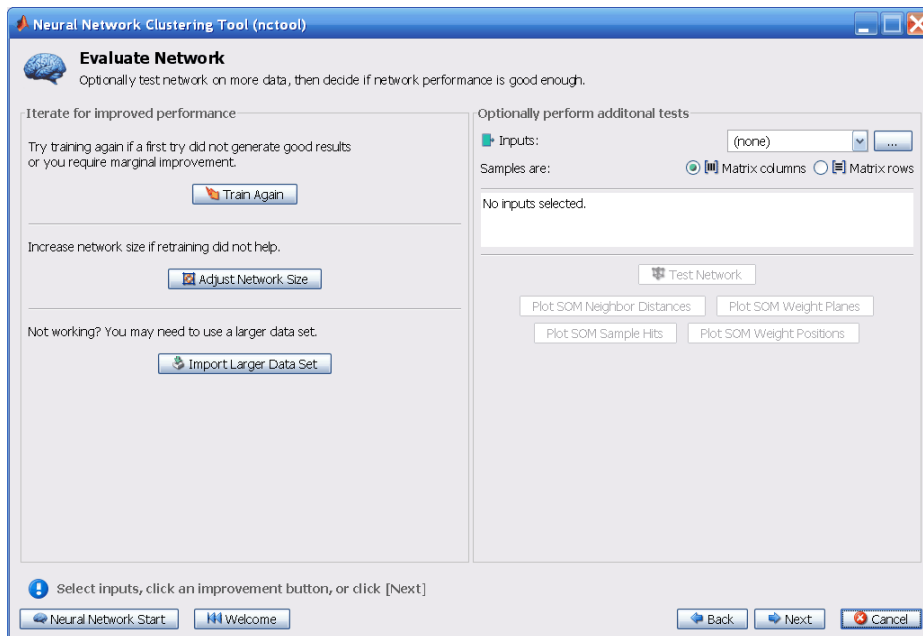 Neural Network Clustering Tool (nctool)
Evaluate Network
Optionally test network on more data, then decide if network performance is good enough.
Iterate for improved performance
Try training again if a first try did not generate good results
or you require marginal improvement.
Train Again
Increase network size if retraining did not help.
Adjust Network Size
Not working? You may need to use a larger data set.
Import Larger Data Set
Optionally perform additonal tests
Inputs: (none) ...
Samples are: Matrix columns Matrix rows
No inputs selected.
Test Network
Plot SOM Neighbor Distances Plot SOM Weight Planes
Plot SOM Sample Hits Plot SOM Weight Positions
Select inputs, click an improvement button, or click [Next]
Neural Network Start Welcome Back Next Cancel